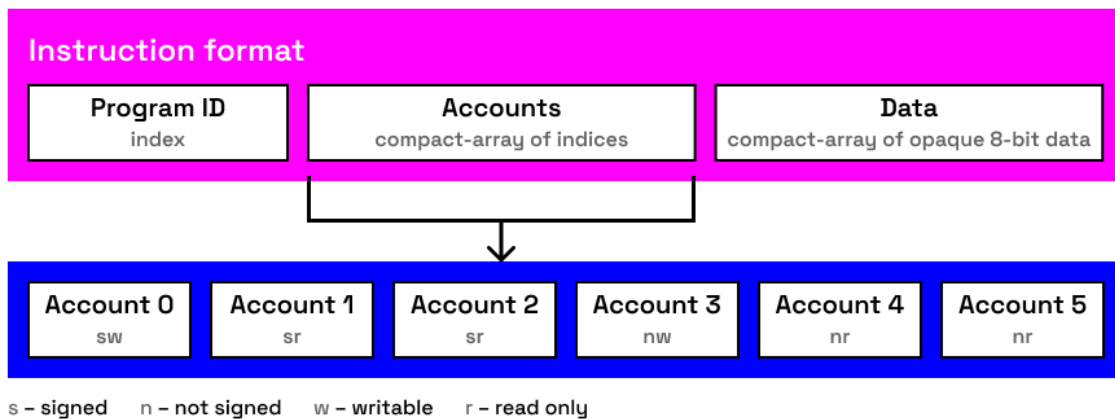 Instruction format
Program ID
index
Accounts
compact-array of indices
Data
compact-array of opaque 8-bit data
Account 0
sw
Account 1
sr
Account 2
sr
Account 3
nw
Account 4
nr
Account 5
nr
s – signed n – not signed w – writable r – read only